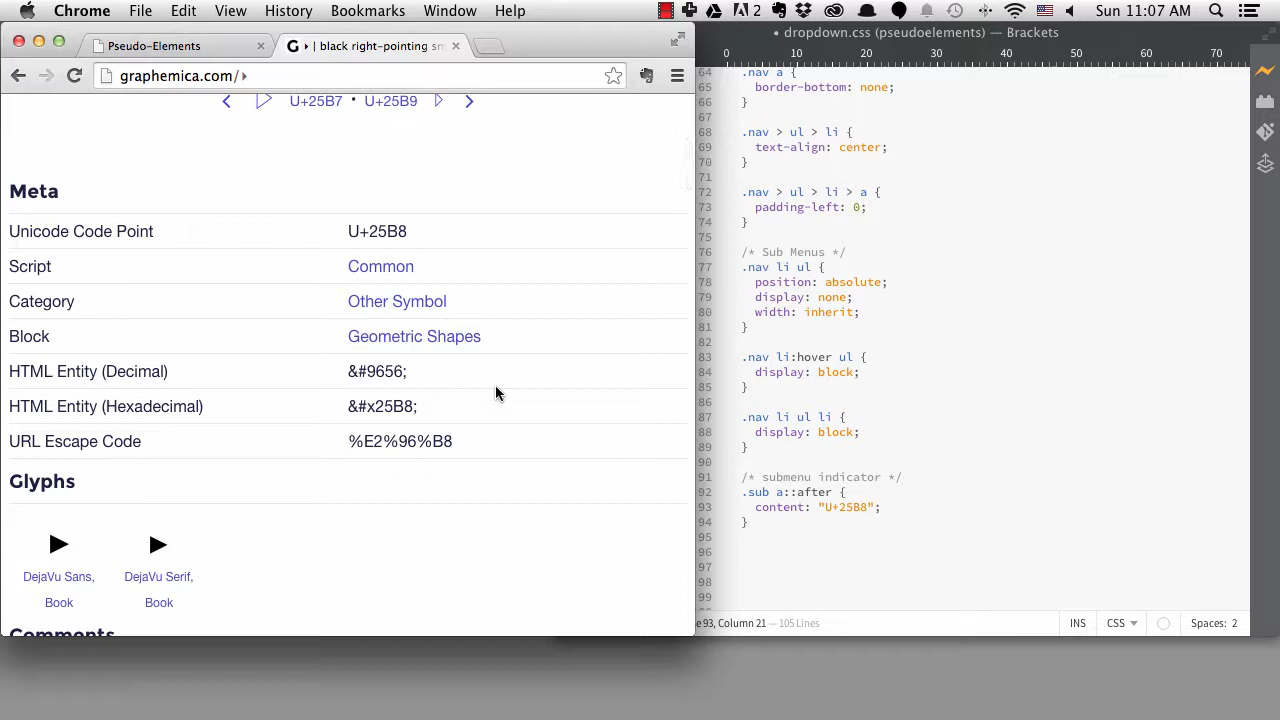 Chrome File Edit View History Bookmarks Window Help
2
Sun 11:07 AM
Pseudo-Elements
▸ | black right-pointing sm
graphemica.com/▸
U+25B7 • U+25B9
Meta
Unicode Code Point U+25B8
Script Common
Category Other Symbol
Block Geometric Shapes
HTML Entity (Decimal) &#9656;
HTML Entity (Hexadecimal) &#x25B8;
URL Escape Code %E2%96%B8
Glyphs
▶ ▶
DejaVu Sans, DejaVu Serif,
Book Book
Comments
• dropdown.css (pseudoelements) — Brackets
0 10 20 30 40 50 60 70
64 .nav a {
65 border-bottom: none;
66 }
67
68 .nav > ul > li {
69 text-align: center;
70 }
71
72 .nav > ul > li > a {
73 padding-left: 0;
74 }
75
76 /* Sub Menus */
77 .nav li ul {
78 position: absolute;
79 display: none;
80 width: inherit;
81 }
82
83 .nav li:hover ul {
84 display: block;
85 }
86
87 .nav li ul li {
88 display: block;
89 }
90
91 /* submenu indicator */
92 .sub a::after {
93 content: "U+25B8";
94 }
95
96
97
98
99
e 93, Column 21 — 105 Lines
INS CSS Spaces: 2